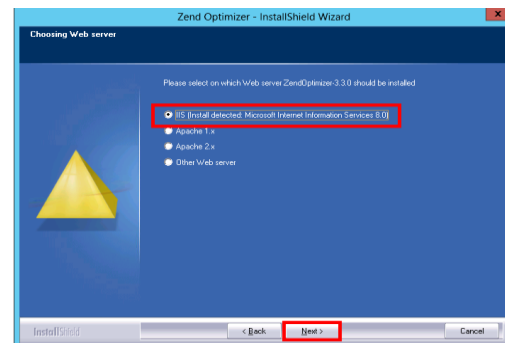 Zend Optimizer - InstallShield Wizard
x
Choosing Web server
Please select on which Web server ZendOptimizer-3.3.0 should be installed
IIS (Install detected: Microsoft Internet Information Services 8.0)
Apache 1.x
Apache 2.x
Other Web server
InstallShield
< Back
Next >
Cancel